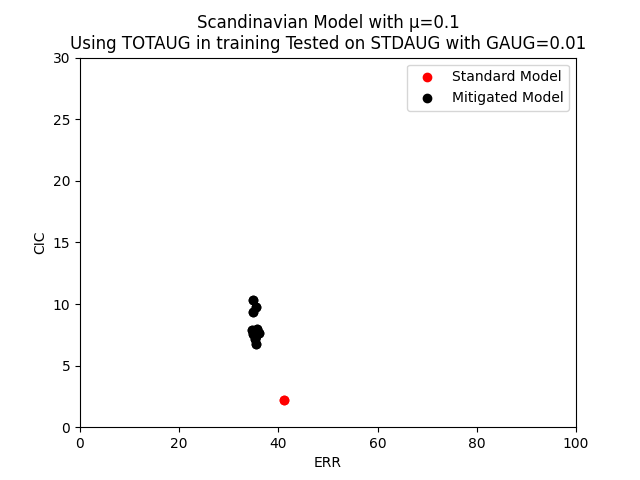 Scandinavian Model with μ=0.1
Using TOTAUG in training Tested on STDAUG with GAUG=0.01
Standard Model
Mitigated Model
30
25
20
15
10
5
0
CIC
0 20 40 60 80 100
ERR